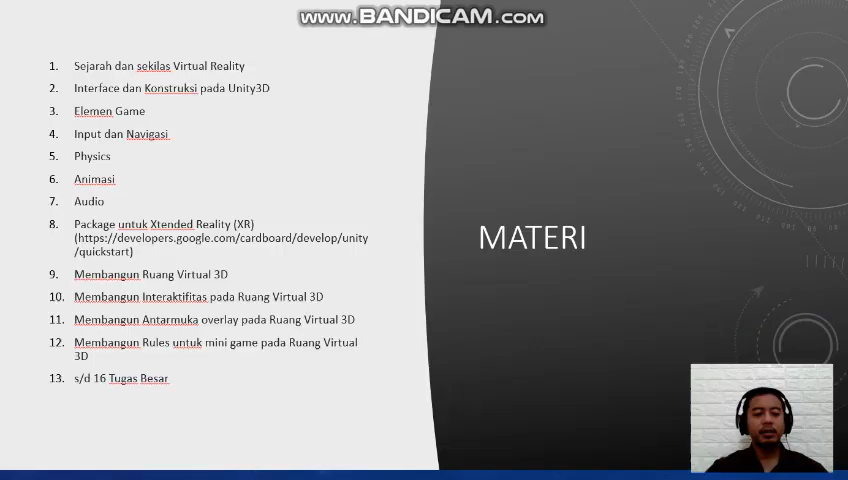 www.BANDICAM.com
1. Sejarah dan sekilas Virtual Reality
2. Interface dan Konstruksi pada Unity3D
3. Elemen Game
4. Input dan Navigasi
5. Physics
6. Animasi
7. Audio
8. Package untuk Xtended Reality (XR)
(https://developers.google.com/cardboard/develop/unity
/quickstart)
9. Membangun Ruang Virtual 3D
10. Membangun Interaktifitas pada Ruang Virtual 3D
11. Membangun Antarmuka overlay pada Ruang Virtual 3D
12. Membangun Rules untuk mini game pada Ruang Virtual
3D
13. s/d 16 Tugas Besar
MATERI